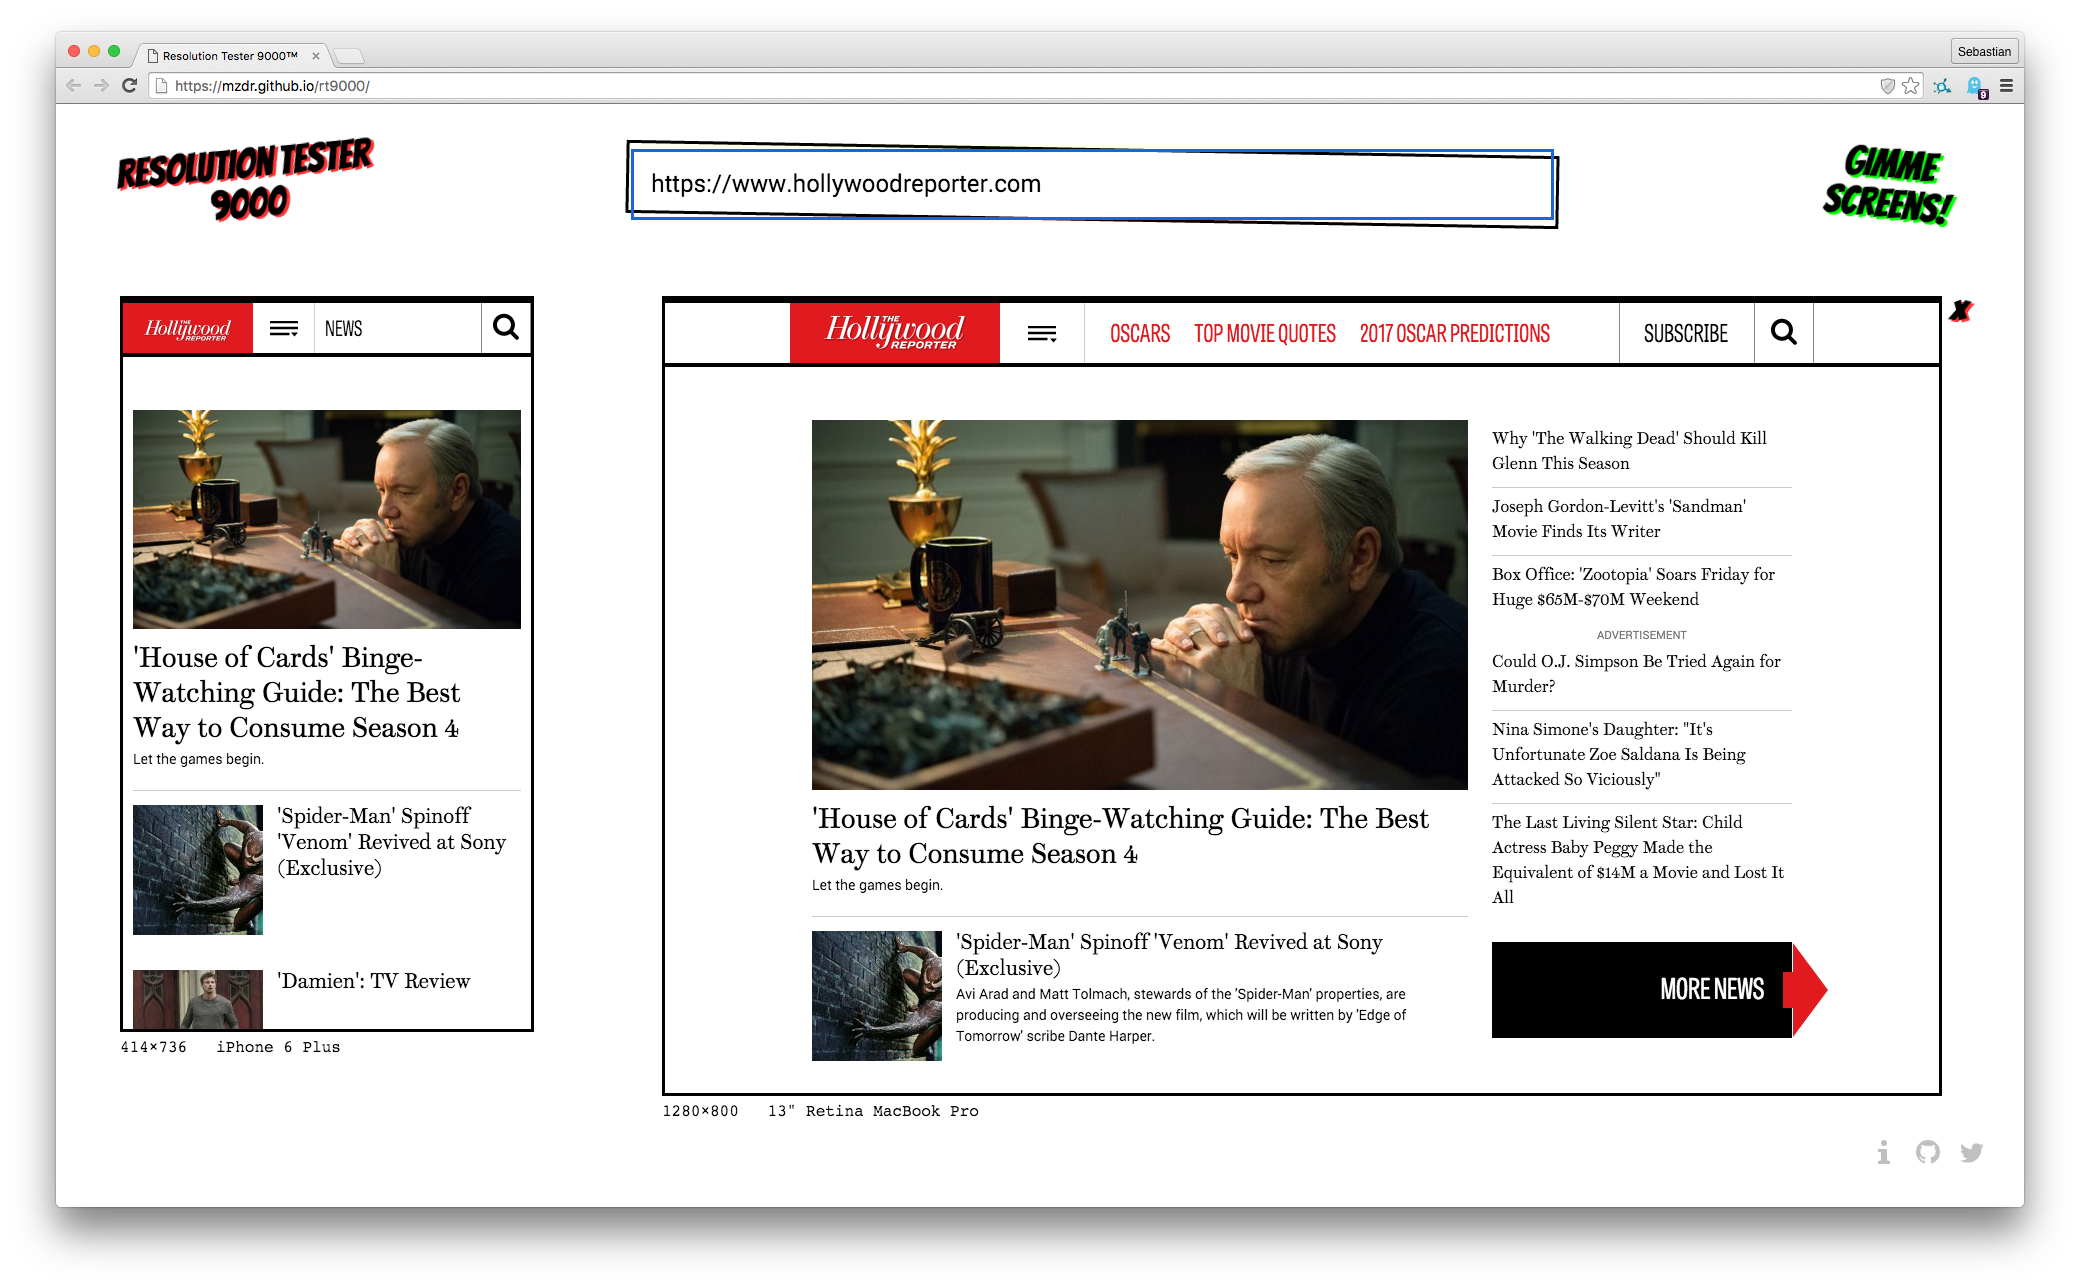 Resolution Tester 9000™
Sebastian
https://mzdr.github.io/rt9000/
9
RESOLUTION TESTER
9000
https://www.hollywoodreporter.com
GIMME
SCREENS!
THE
Hollywood
REPORTER
NEWS
'House of Cards' Binge-
Watching Guide: The Best
Way to Consume Season 4
Let the games begin.
'Spider-Man' Spinoff
'Venom' Revived at Sony
(Exclusive)
'Damien': TV Review
414×736 iPhone 6 Plus
THE
Hollywood
REPORTER
OSCARS TOP MOVIE QUOTES 2017 OSCAR PREDICTIONS SUBSCRIBE
X
'House of Cards' Binge-Watching Guide: The Best
Way to Consume Season 4
Let the games begin.
'Spider-Man' Spinoff 'Venom' Revived at Sony
(Exclusive)
Avi Arad and Matt Tolmach, stewards of the 'Spider-Man' properties, are
producing and overseeing the new film, which will be written by 'Edge of
Tomorrow' scribe Dante Harper.
Why 'The Walking Dead' Should Kill
Glenn This Season
Joseph Gordon-Levitt's 'Sandman'
Movie Finds Its Writer
Box Office: 'Zootopia' Soars Friday for
Huge $65M-$70M Weekend
ADVERTISEMENT
Could O.J. Simpson Be Tried Again for
Murder?
Nina Simone's Daughter: "It's
Unfortunate Zoe Saldana Is Being
Attacked So Viciously"
The Last Living Silent Star: Child
Actress Baby Peggy Made the
Equivalent of $14M a Movie and Lost It
All
MORE NEWS
1280×800 13" Retina MacBook Pro